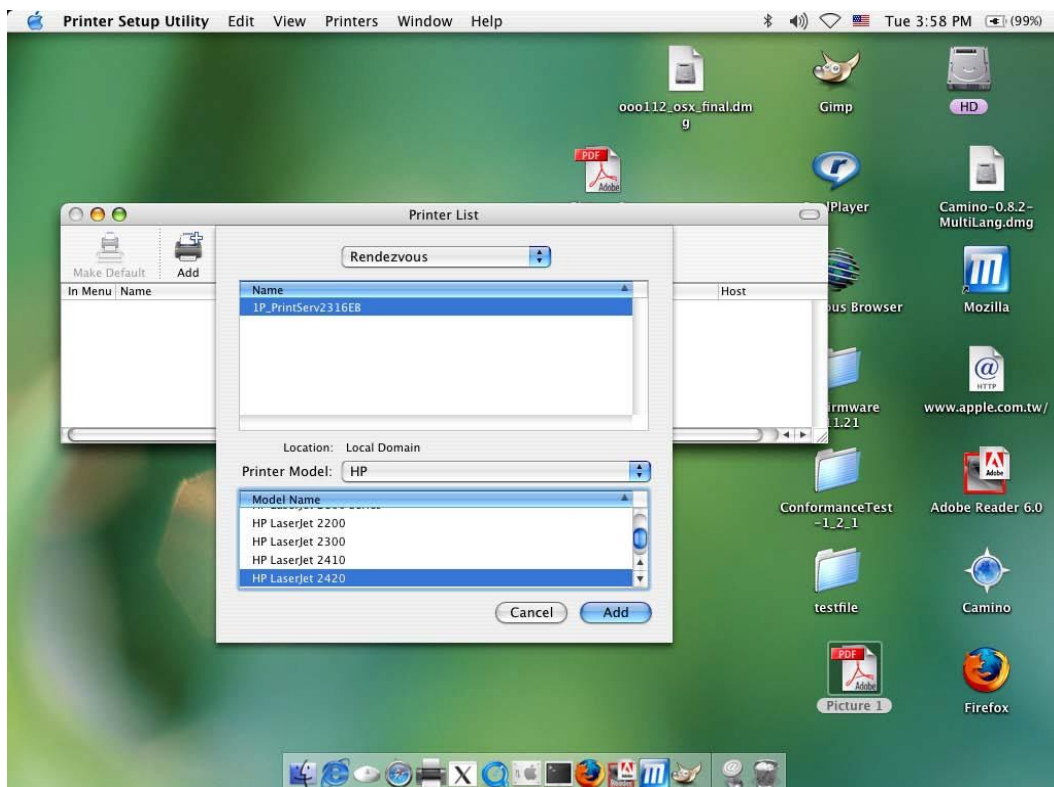 Printer Setup Utility Edit View Printers Window Help Tue 3:58 PM (99%)
ooo112_osx_final.dm
g
Gimp
HD
PDF
Adobe
Player
Camino-0.8.2-
MultiLang.dmg
Printer List
Make Default Add
In Menu Name Host
Rendezvous
Name
1P_PrintServ2316EB
Browser
Mozilla
HTTP
www.apple.com.tw/
1.21
Location: Local Domain
Printer Model: HP
Model Name
HP LaserJet 2200
HP LaserJet 2300
HP LaserJet 2410
HP LaserJet 2420
Cancel Add
ConformanceTest
-1_2_1
Adobe
Adobe Reader 6.0
testfile
Camino
PDF
Adobe
Picture 1
Firefox